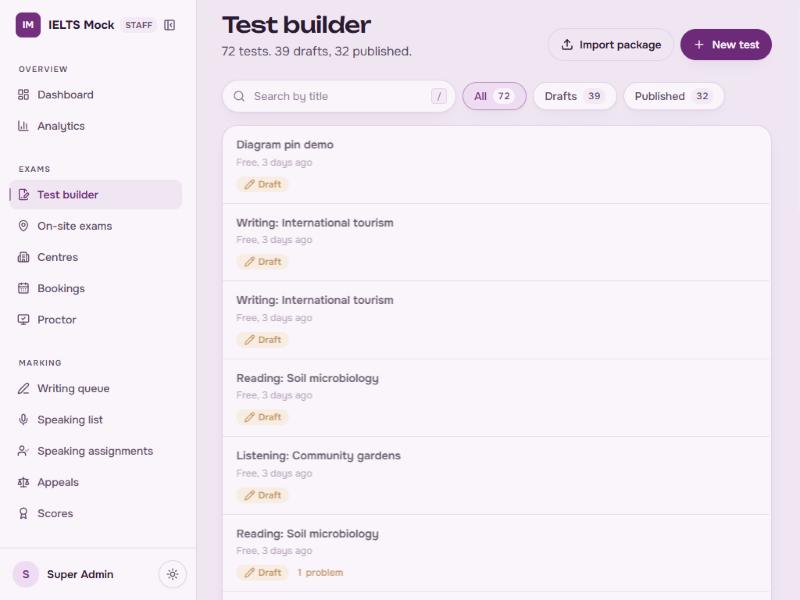 IM IELTS Mock STAFF
OVERVIEW
Dashboard
Analytics
EXAMS
Test builder
On-site exams
Centres
Bookings
Proctor
MARKING
Writing queue
Speaking list
Speaking assignments
Appeals
Scores
S Super Admin
Test builder
72 tests. 39 drafts, 32 published.
Import package
New test
Search by title /
All 72
Drafts 39
Published 32
Diagram pin demo
Free, 3 days ago
Draft
Writing: International tourism
Free, 3 days ago
Draft
Writing: International tourism
Free, 3 days ago
Draft
Reading: Soil microbiology
Free, 3 days ago
Draft
Listening: Community gardens
Free, 3 days ago
Draft
Reading: Soil microbiology
Free, 3 days ago
Draft 1 problem